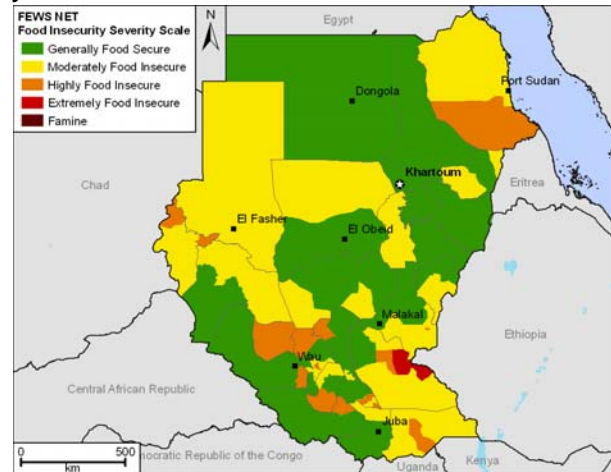 FEWS NET
Food Insecurity Severity Scale
Generally Food Secure
Moderately Food Insecure
Highly Food Insecure
Extremely Food Insecure
Famine
N
Egypt
Port Sudan
Dongola
Khartoum
Chad
Eritrea
El Fasher
El Obeid
Malakal
Ethiopia
Wau
Central African Republic
Juba
0 500
km
ocratic Republic of the Congo
Uganda
Kenya